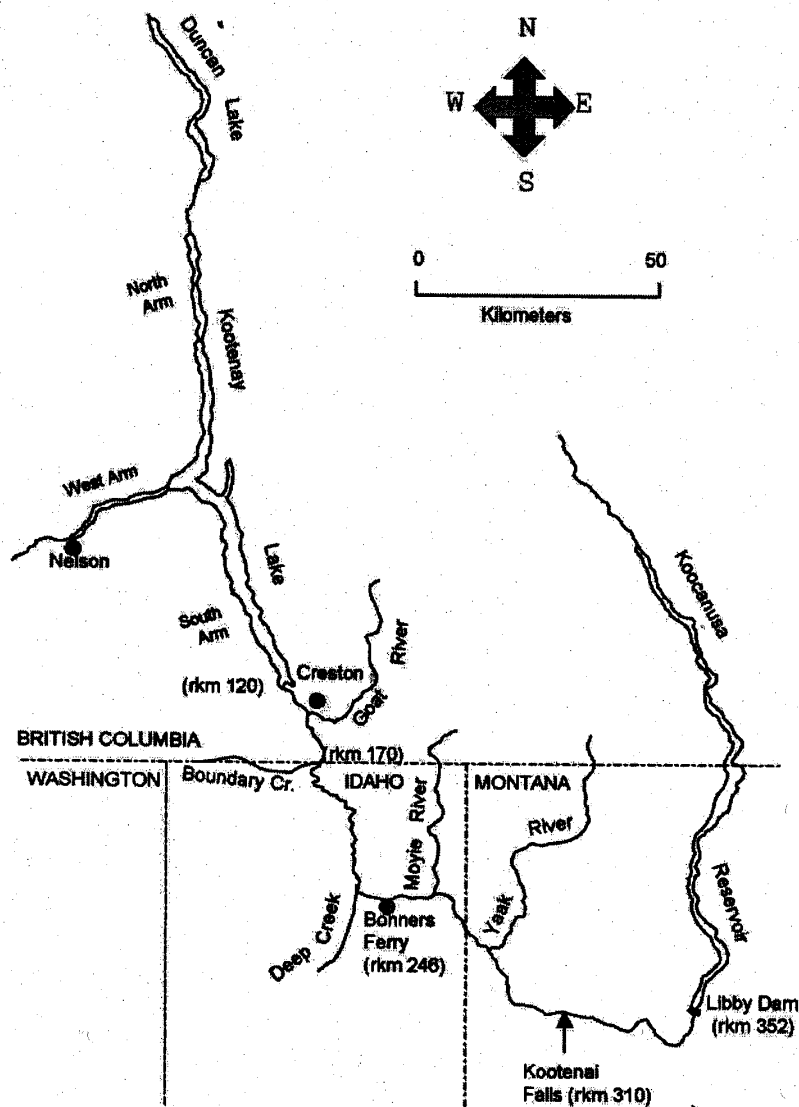 Duncan
Lake
N
W E
S
0 50
Kilometers
North
Arm
Kootenay
West Arm
Nelson
Lake
South
Arm
Koocanusa
Creston
River
(rkm 120)
Goat
BRITISH COLUMBIA
(rkm 170)
WASHINGTON
Boundary Cr.
IDAHO
MONTANA
River
Moyie
River
Yaak
Reservoir
Deep Creek
Bonners
Ferry
(rkm 246)
Libby Dam
(rkm 352)
Kootenai
Falls (rkm 310)